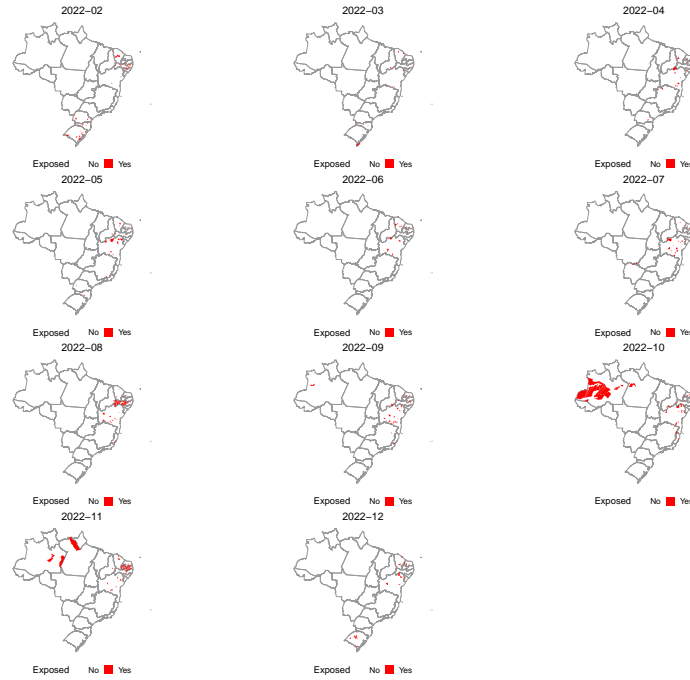 2022−02
2022−03
2022−04
Exposed No Yes
Exposed No Yes
Exposed No Yes
2022−05
2022−06
2022−07
Exposed No Yes
Exposed No Yes
Exposed No Yes
2022−08
2022−09
2022−10
Exposed No Yes
Exposed No Yes
Exposed No Yes
2022−11
2022−12
Exposed No Yes
Exposed No Yes